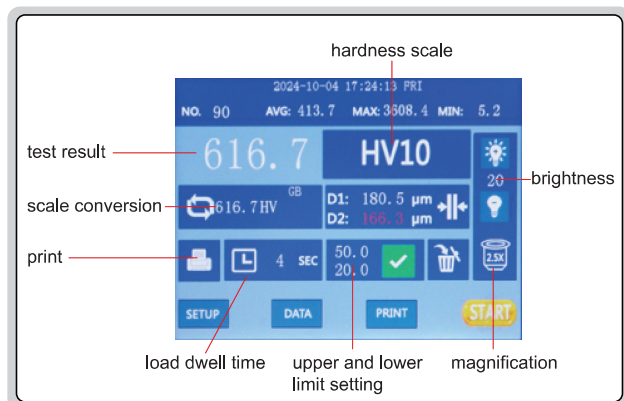 hardness scale
2024-10-04 17:24:13 FRI
NO. 90 AVG: 413.7 MAX: 3608.4 MIN: 5.2
test result
616.7 HV10
20
brightness
scale conversion
616.7HV GB
D1: 180.5 μm
D2: 166.3 μm
print
4 SEC
50.0
20.0
2.5X
SETUP DATA PRINT START
load dwell time
upper and lower
limit setting
magnification